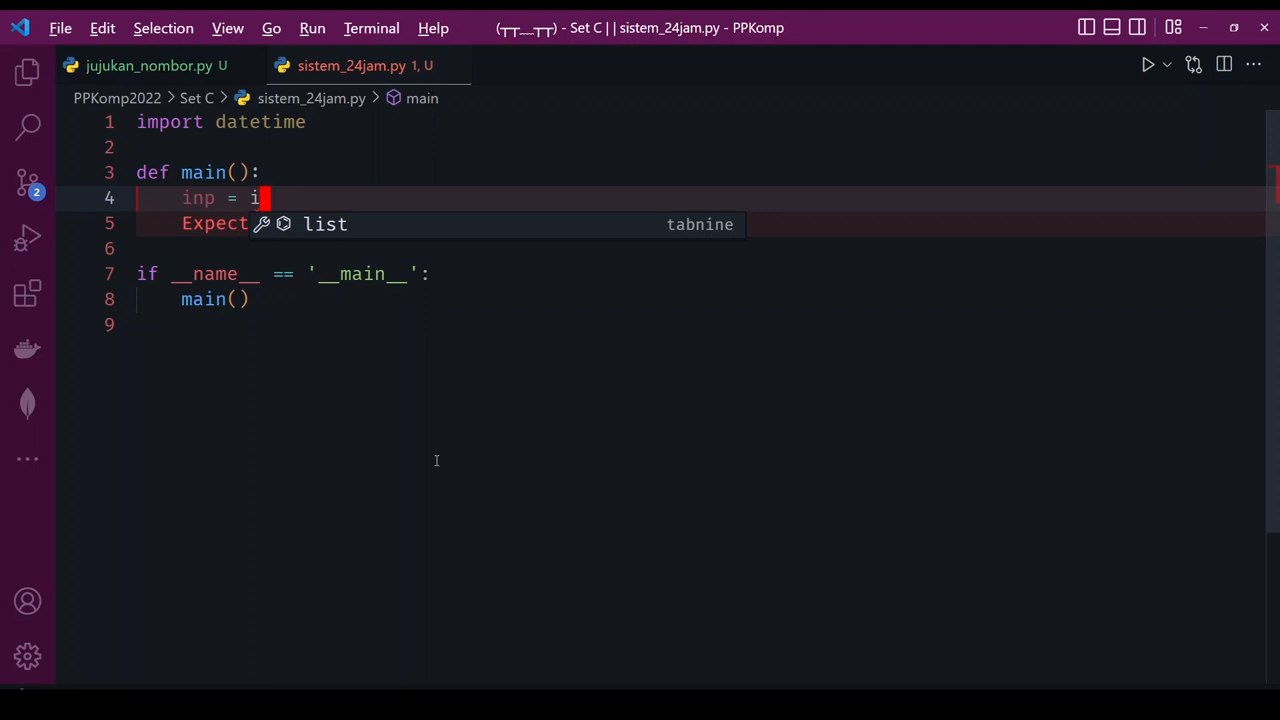 File Edit Selection View Go Run Terminal Help (┬┬﹏┬┬) - Set C | | sistem_24jam.py - PPKomp
jujukan_nombor.py U sistem_24jam.py 1, U
PPKomp2022 > Set C > sistem_24jam.py > main
1 import datetime
2
3 def main():
4 inp = i
5 Expect
list tabnine
6
7 if __name__ == '__main__':
8 main()
9
2